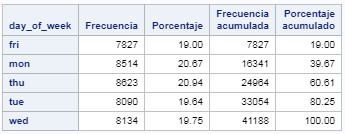 day_of_week Frecuencia Porcentaje Frecuencia acumulada Porcentaje acumulado
fri 7827 19.00 7827 19.00
mon 8514 20.67 16341 39.67
thu 8623 20.94 24964 60.61
tue 8090 19.64 33054 80.25
wed 8134 19.75 41188 100.00